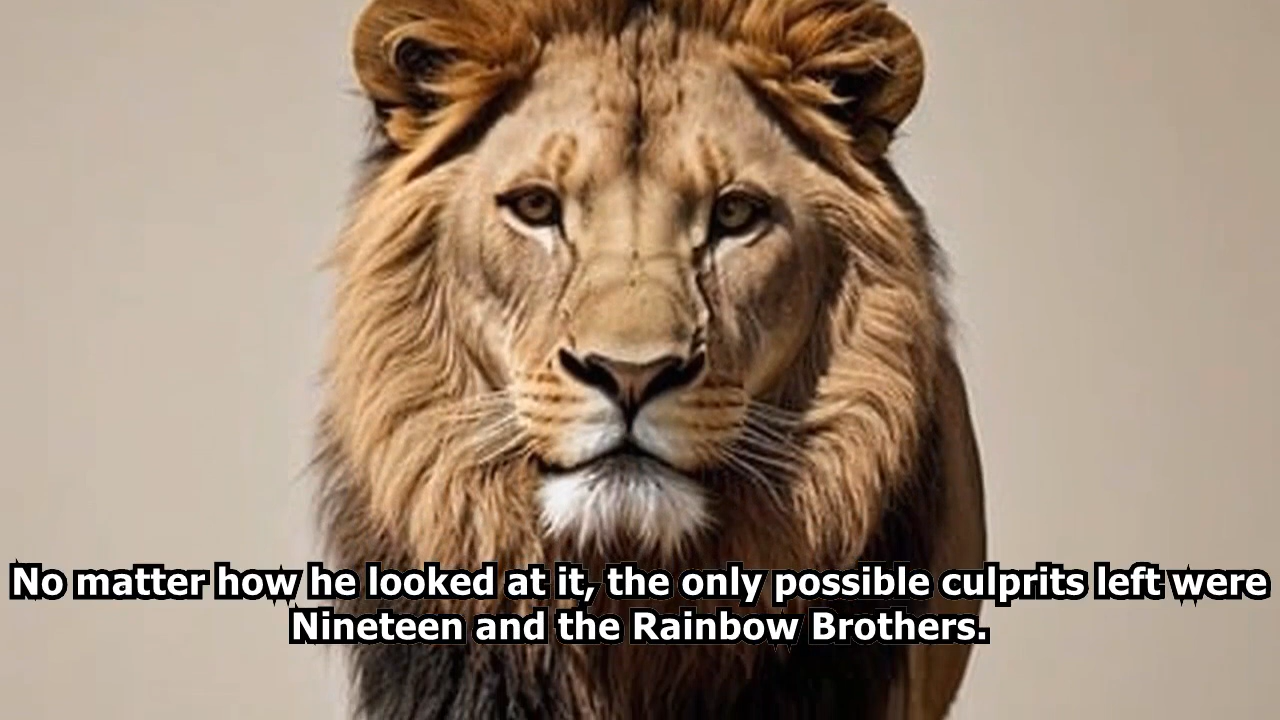 No matter how he looked at it, the only possible culprits left were
Nineteen and the Rainbow Brothers.